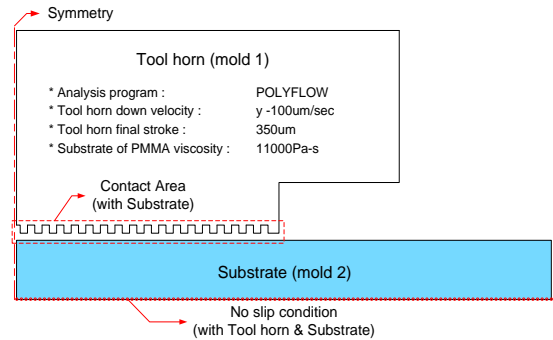 Symmetry
Tool horn (mold 1)
* Analysis program : POLYFLOW
* Tool horn down velocity : y -100um/sec
* Tool horn final stroke : 350um
* Substrate of PMMA viscosity : 11000Pa-s
Contact Area
(with Substrate)
Substrate (mold 2)
No slip condition
(with Tool horn & Substrate)